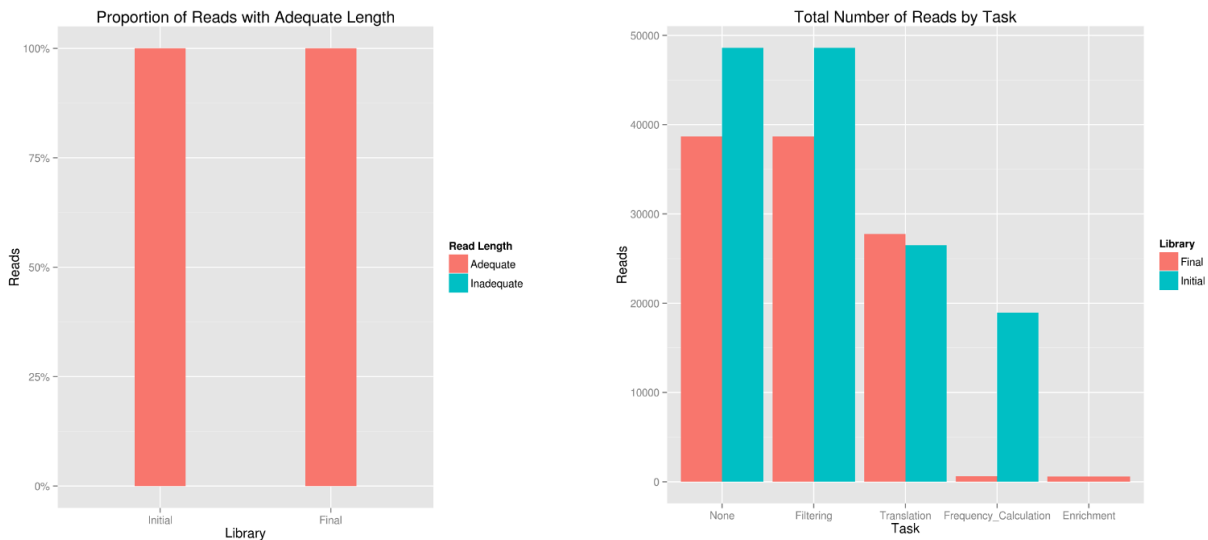 Proportion of Reads with Adequate Length
100%
75%
50%
25%
0%
Reads
Initial
Final
Library
Read Length
Adequate
Inadequate
Total Number of Reads by Task
50000
40000
30000
20000
10000
0
Reads
None
Filtering
Translation
Frequency_Calculation
Enrichment
Task
Library
Final
Initial